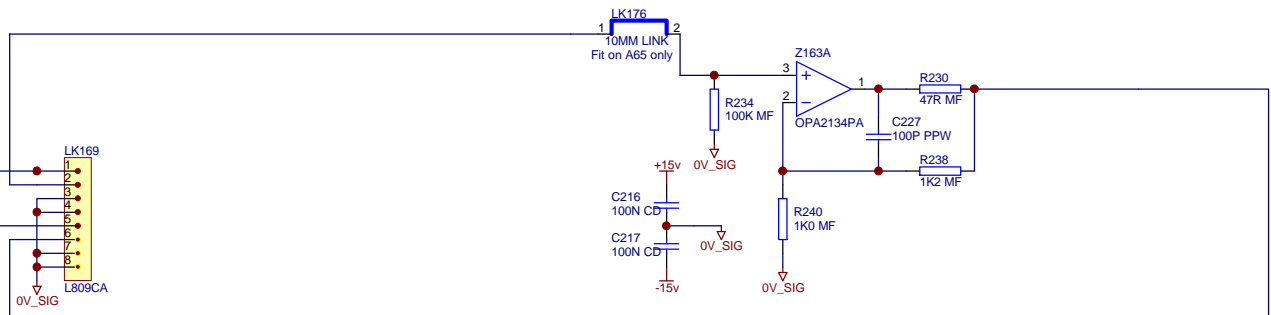 LK176
1
2
10MM LINK
Fit on A65 only
Z163A
3
+
1
2
−
OPA2134PA
R230
47R MF
R234
100K MF
0V_SIG
C227
100P PPW
R238
1K2 MF
LK169
1
2
3
4
5
6
7
8
L809CA
0V_SIG
+15v
C216
100N CD
0V_SIG
C217
100N CD
-15v
R240
1K0 MF
0V_SIG